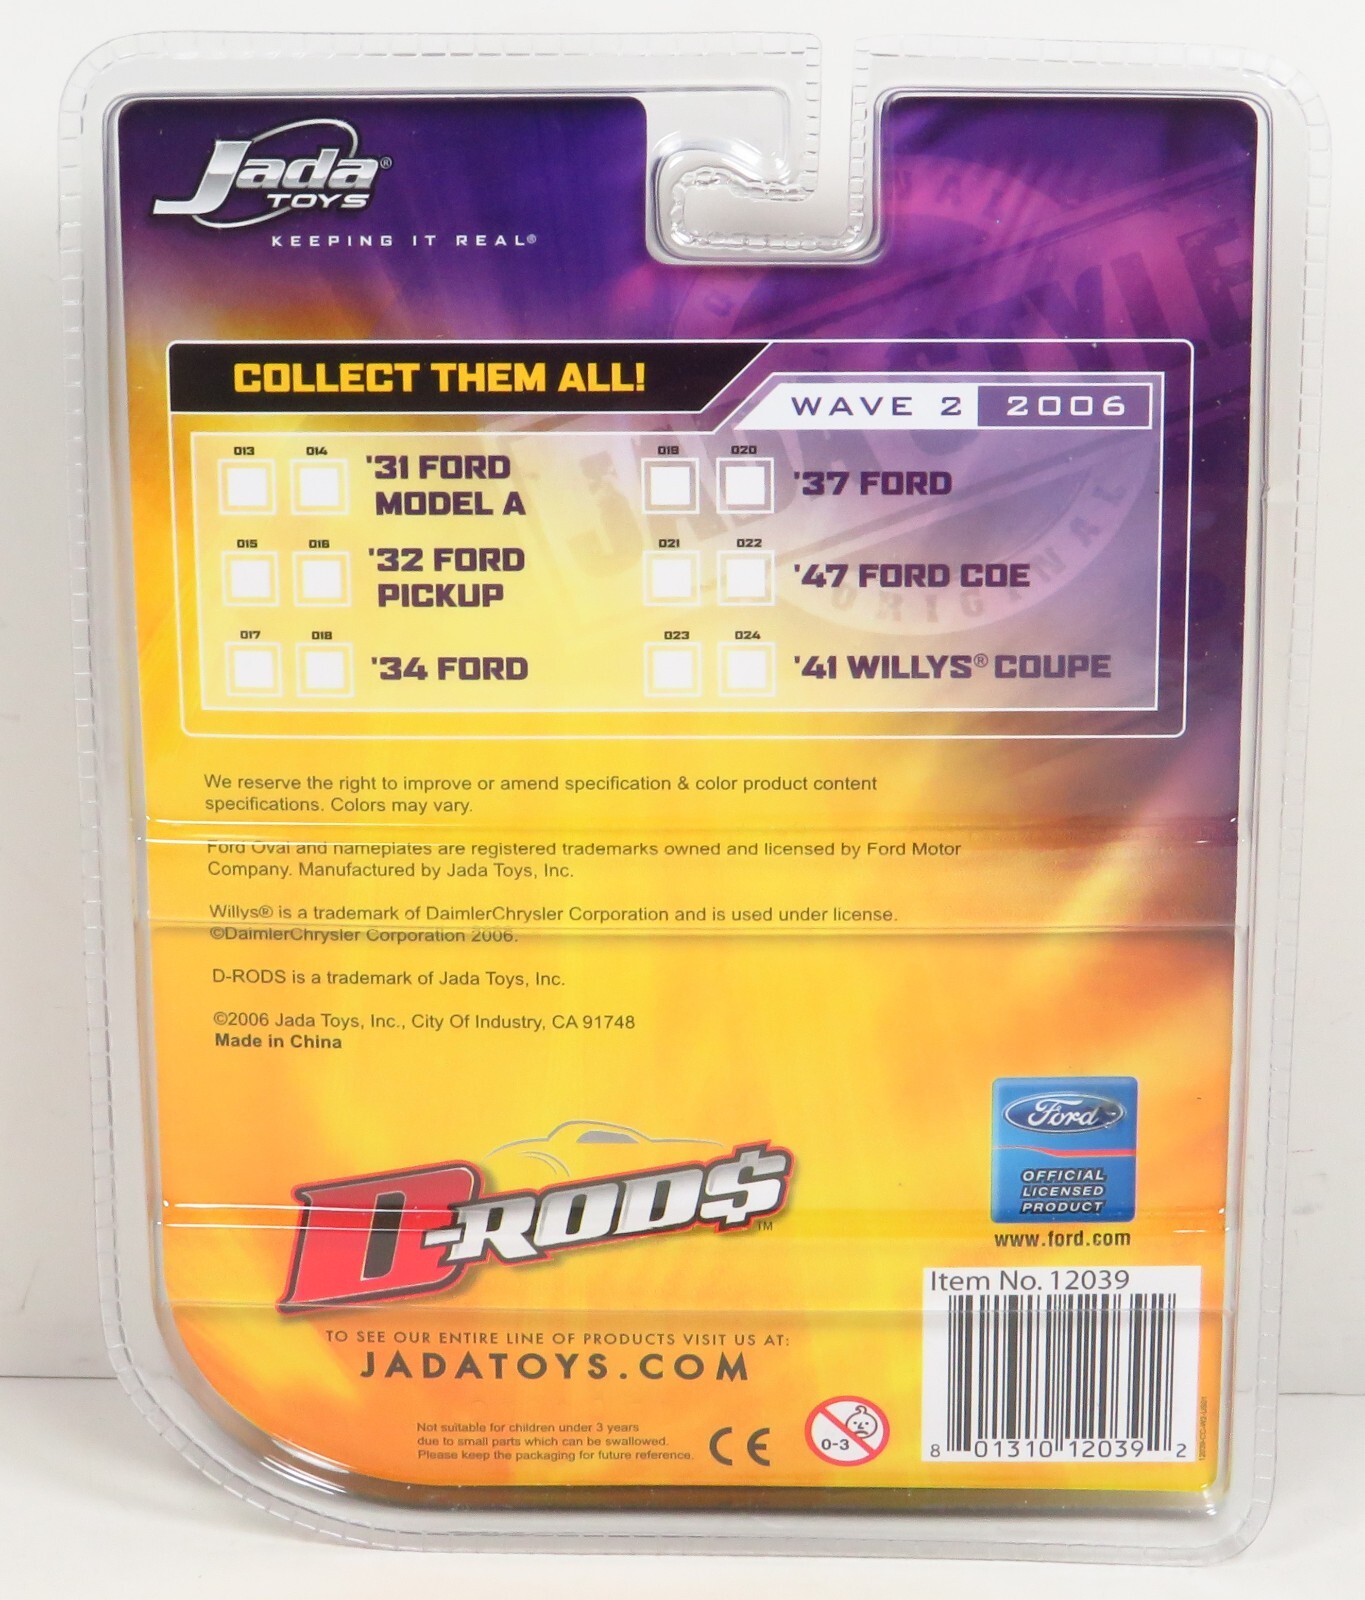 Jada®
TOYS
KEEPING IT REAL®
JADA STYLE
ORIGINAL
COLLECT THEM ALL!
WAVE 2 2006
013 014 '31 FORD
MODEL A
015 016 '32 FORD
PICKUP
017 018 '34 FORD
019 020 '37 FORD
021 022 '47 FORD COE
023 024 '41 WILLYS® COUPE
We reserve the right to improve or amend specification & color product content
specifications. Colors may vary.
Ford Oval and nameplates are registered trademarks owned and licensed by Ford Motor
Company. Manufactured by Jada Toys, Inc.
Willys® is a trademark of DaimlerChrysler Corporation and is used under license.
©DaimlerChrysler Corporation 2006.
D-RODS is a trademark of Jada Toys, Inc.
©2006 Jada Toys, Inc., City Of Industry, CA 91748
Made in China
Ford
OFFICIAL
LICENSED
PRODUCT
www.ford.com
D-ROD$™
TO SEE OUR ENTIRE LINE OF PRODUCTS VISIT US AT:
JADATOYS.COM
Not suitable for children under 3 years
due to small parts which can be swallowed.
Please keep the packaging for future reference.
CE
0-3
Item No. 12039
8 01310 12039 2